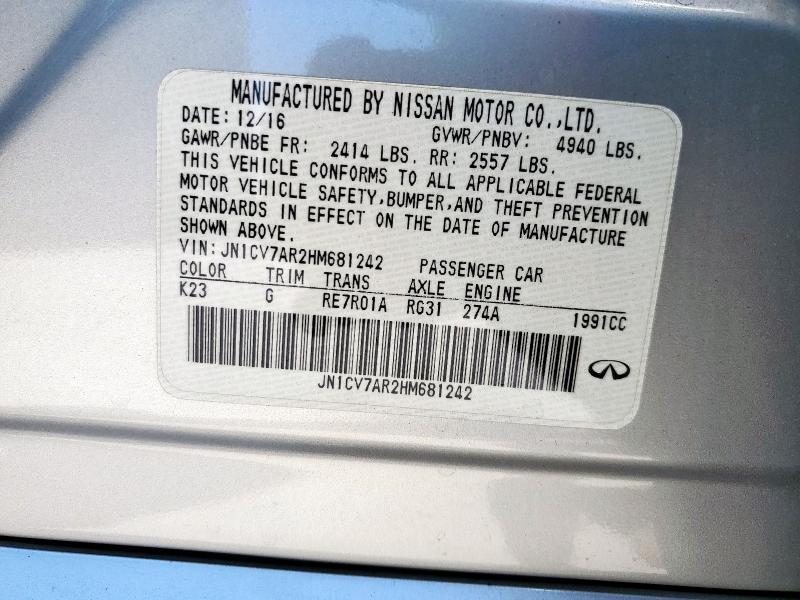 MANUFACTURED BY NISSAN MOTOR CO.,LTD.
DATE: 12/16 GVWR/PNBV: 4940 LBS.
GAWR/PNBE FR: 2414 LBS. RR: 2557 LBS.
THIS VEHICLE CONFORMS TO ALL APPLICABLE FEDERAL
MOTOR VEHICLE SAFETY,BUMPER,AND THEFT PREVENTION
STANDARDS IN EFFECT ON THE DATE OF MANUFACTURE
SHOWN ABOVE.
VIN: JN1CV7AR2HM681242 PASSENGER CAR
COLOR TRIM TRANS AXLE ENGINE
K23 G RE7R01A RG31 274A 1991CC
JN1CV7AR2HM681242